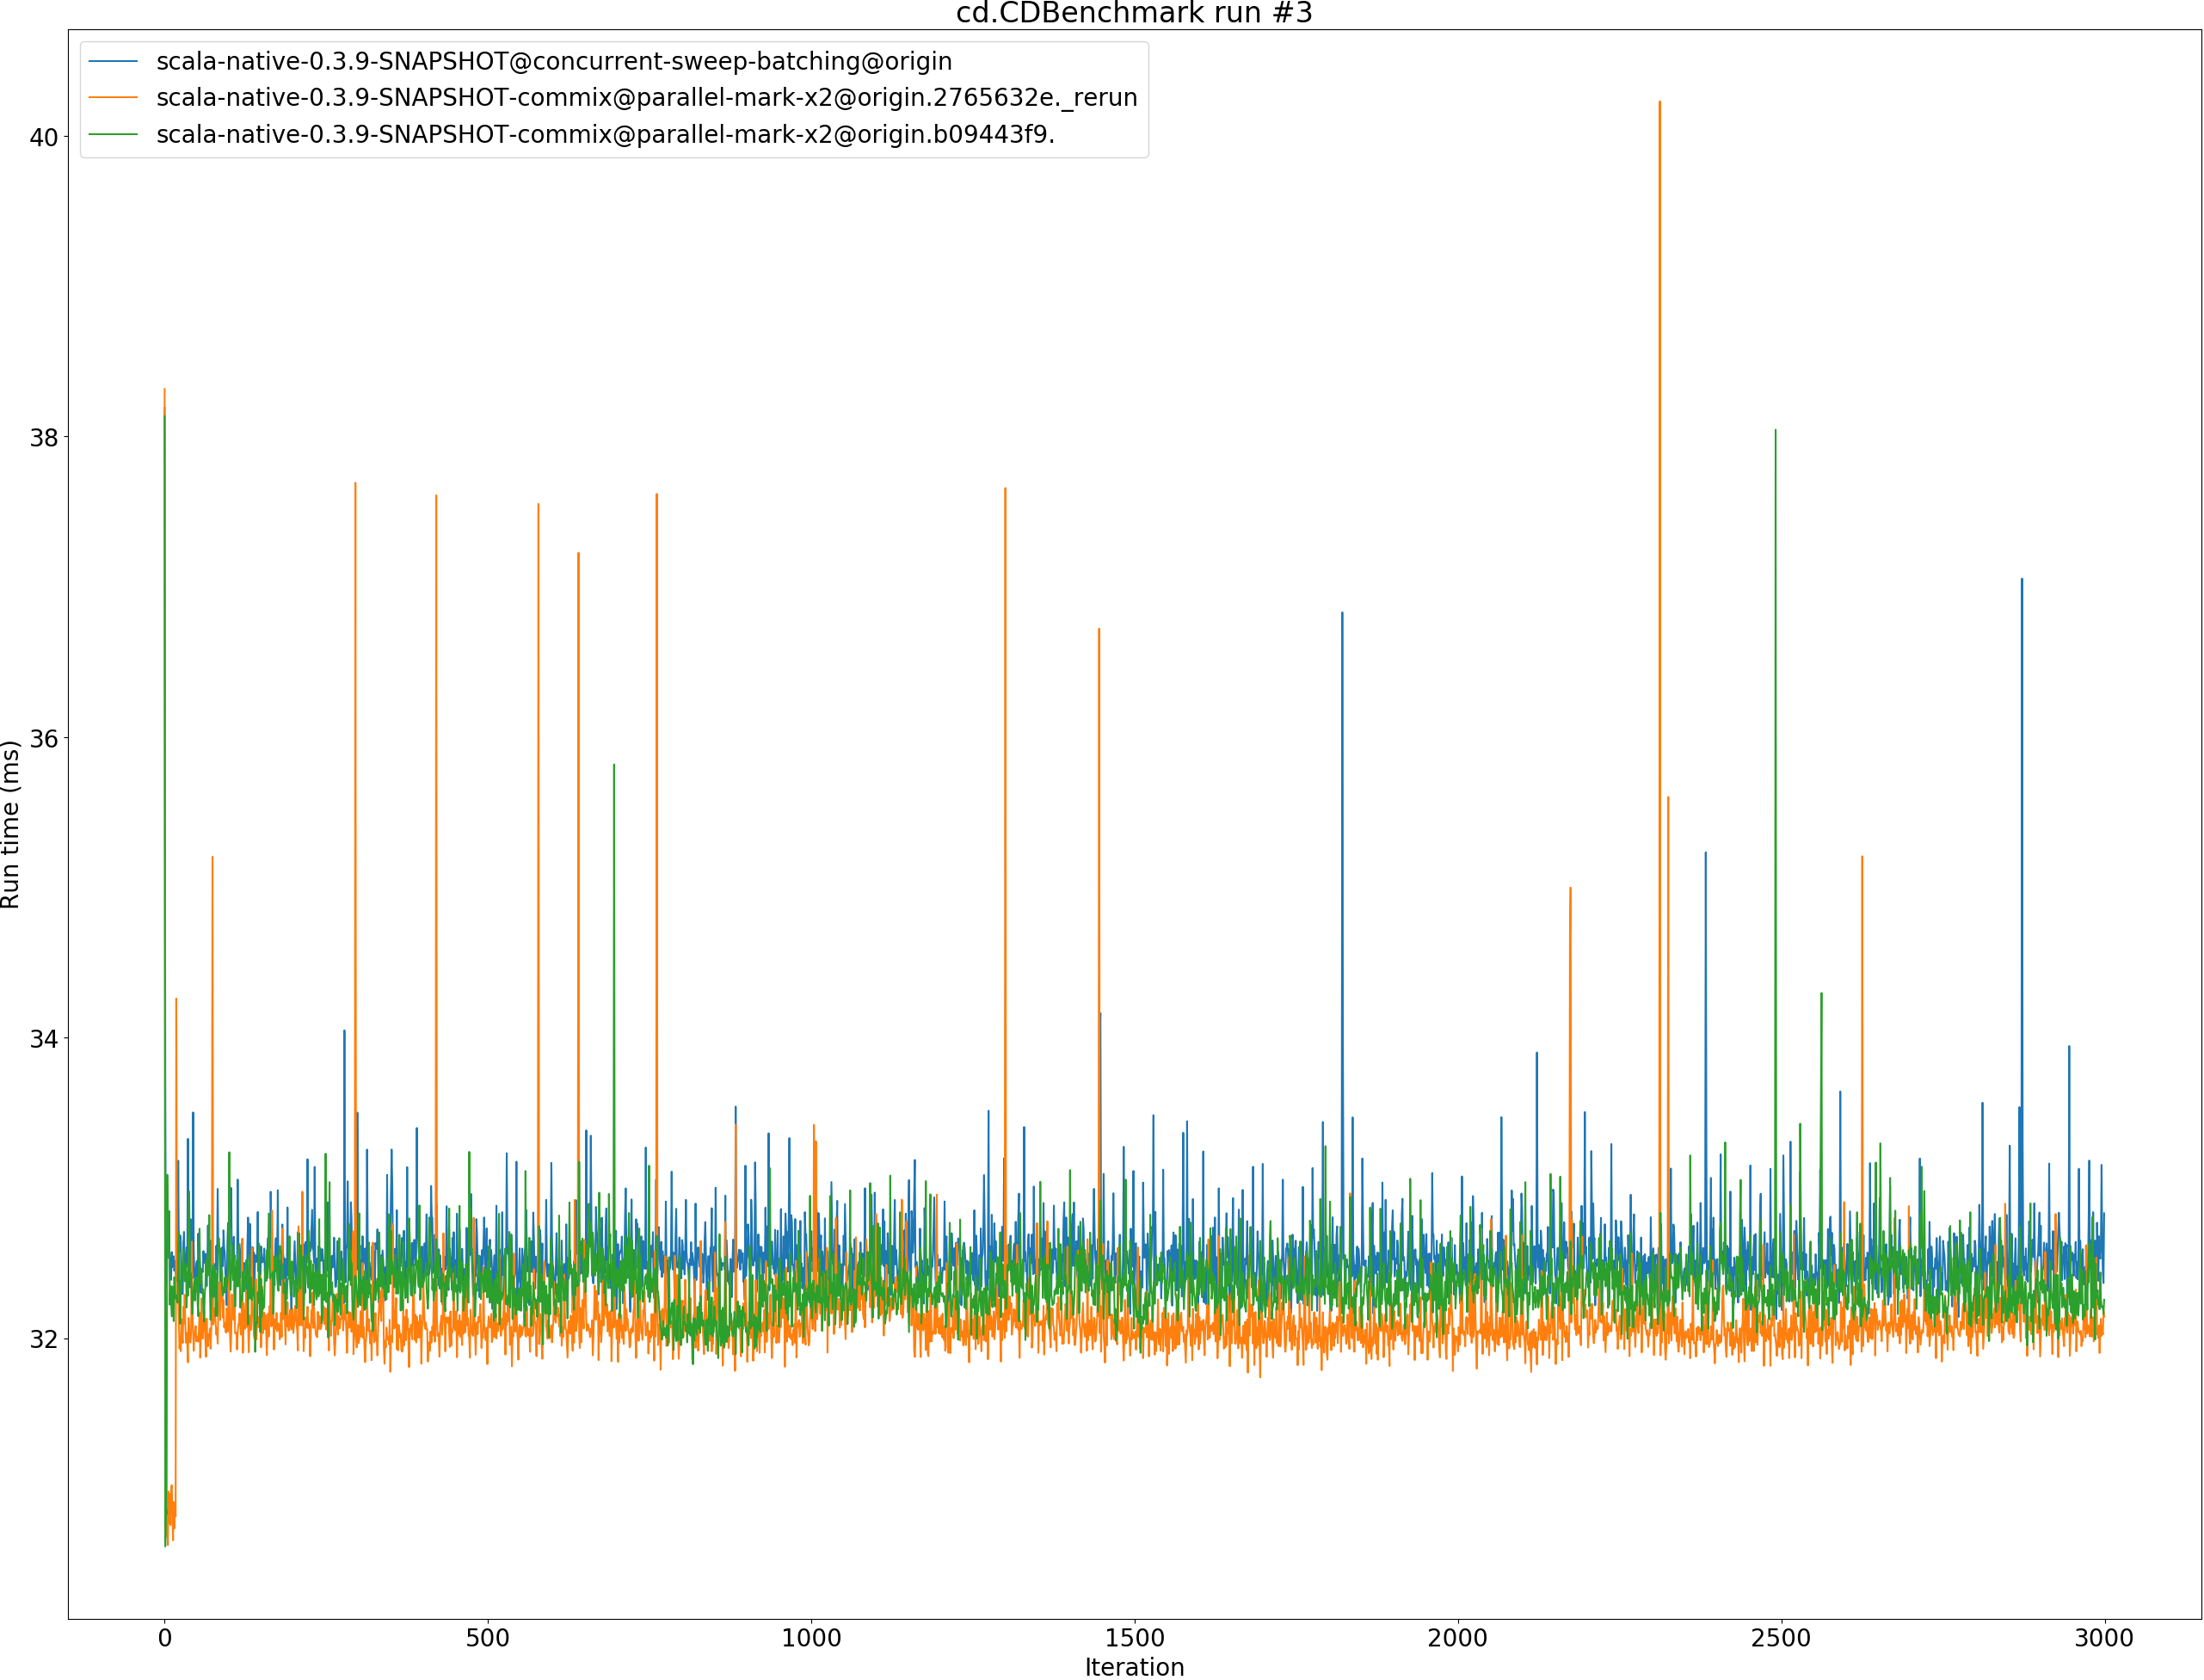 cd.CDBenchmark run #3
scala-native-0.3.9-SNAPSHOT@concurrent-sweep-batching@origin
scala-native-0.3.9-SNAPSHOT-commix@parallel-mark-x2@origin.2765632e._rerun
scala-native-0.3.9-SNAPSHOT-commix@parallel-mark-x2@origin.b09443f9.
40
38
36
34
32
Run time (ms)
0 500 1000 1500 2000 2500 3000
Iteration